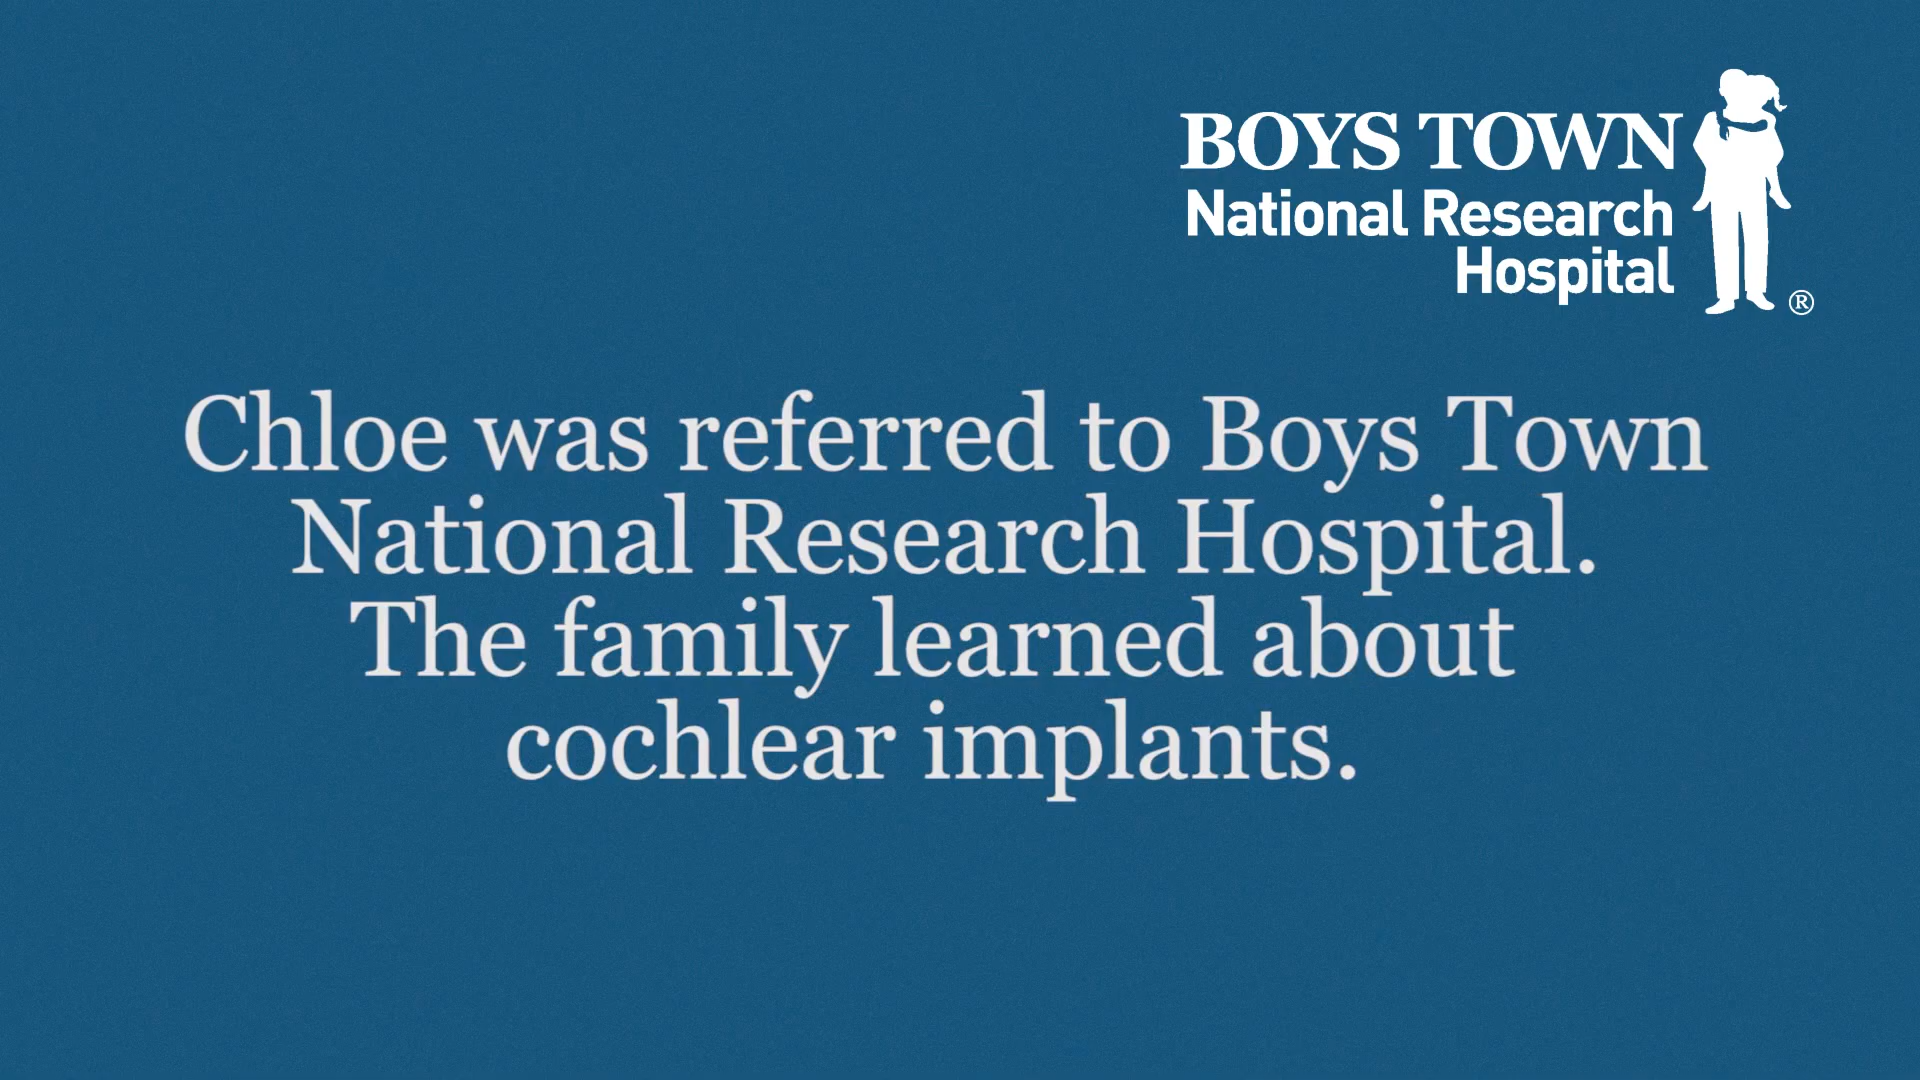 BOYS TOWN
National Research
Hospital
®
Chloe was referred to Boys Town
National Research Hospital.
The family learned about
cochlear implants.